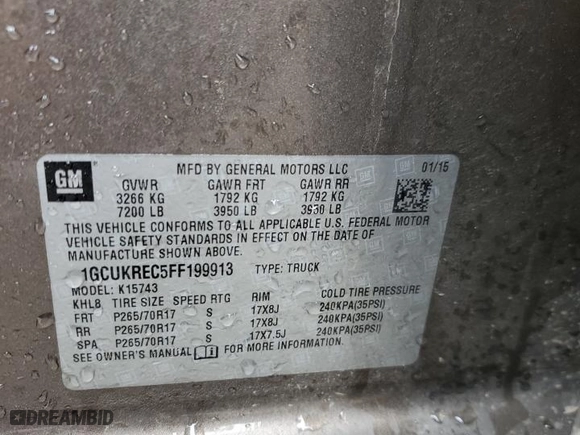 MFD BY GENERAL MOTORS LLC 01/15
GM
GVWR GAWR FRT GAWR RR
3266 KG 1792 KG 1792 KG
7200 LB 3950 LB 3950 LB
THIS VEHICLE CONFORMS TO ALL APPLICABLE U.S. FEDERAL MOTOR
VEHICLE SAFETY STANDARDS IN EFFECT ON THE DATE OF
MANUFACTURE SHOWN ABOVE.
1GCUKREC5FF199913 TYPE: TRUCK
MODEL: K15743
KHL8 TIRE SIZE SPEED RTG RIM COLD TIRE PRESSURE
FRT P265/70R17 S 17X8J 240KPA(35PSI)
RR P265/70R17 S 17X8J 240KPA(35PSI)
SPA P265/70R17 S 17X7.5J 240KPA(35PSI)
SEE OWNER'S MANUAL FOR MORE INFORMATION.
DREAMBID